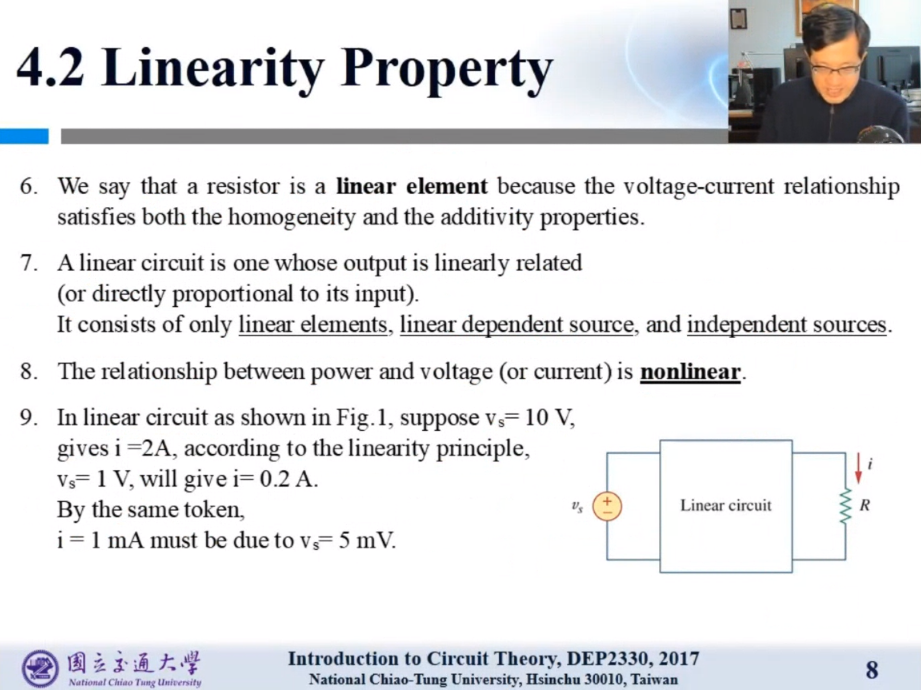 4.2 Linearity Property
6. We say that a resistor is a linear element because the voltage-current relationship
satisfies both the homogeneity and the additivity properties.
7. A linear circuit is one whose output is linearly related
(or directly proportional to its input).
It consists of only linear elements, linear dependent source, and independent sources.
8. The relationship between power and voltage (or current) is nonlinear.
9. In linear circuit as shown in Fig.1, suppose vs= 10 V,
gives i =2A, according to the linearity principle,
vs= 1 V, will give i= 0.2 A.
By the same token,
i = 1 mA must be due to vs= 5 mV.
vs
+
−
Linear circuit
i
R
國立交通大學
National Chiao Tung University
Introduction to Circuit Theory, DEP2330, 2017
National Chiao-Tung University, Hsinchu 30010, Taiwan
8